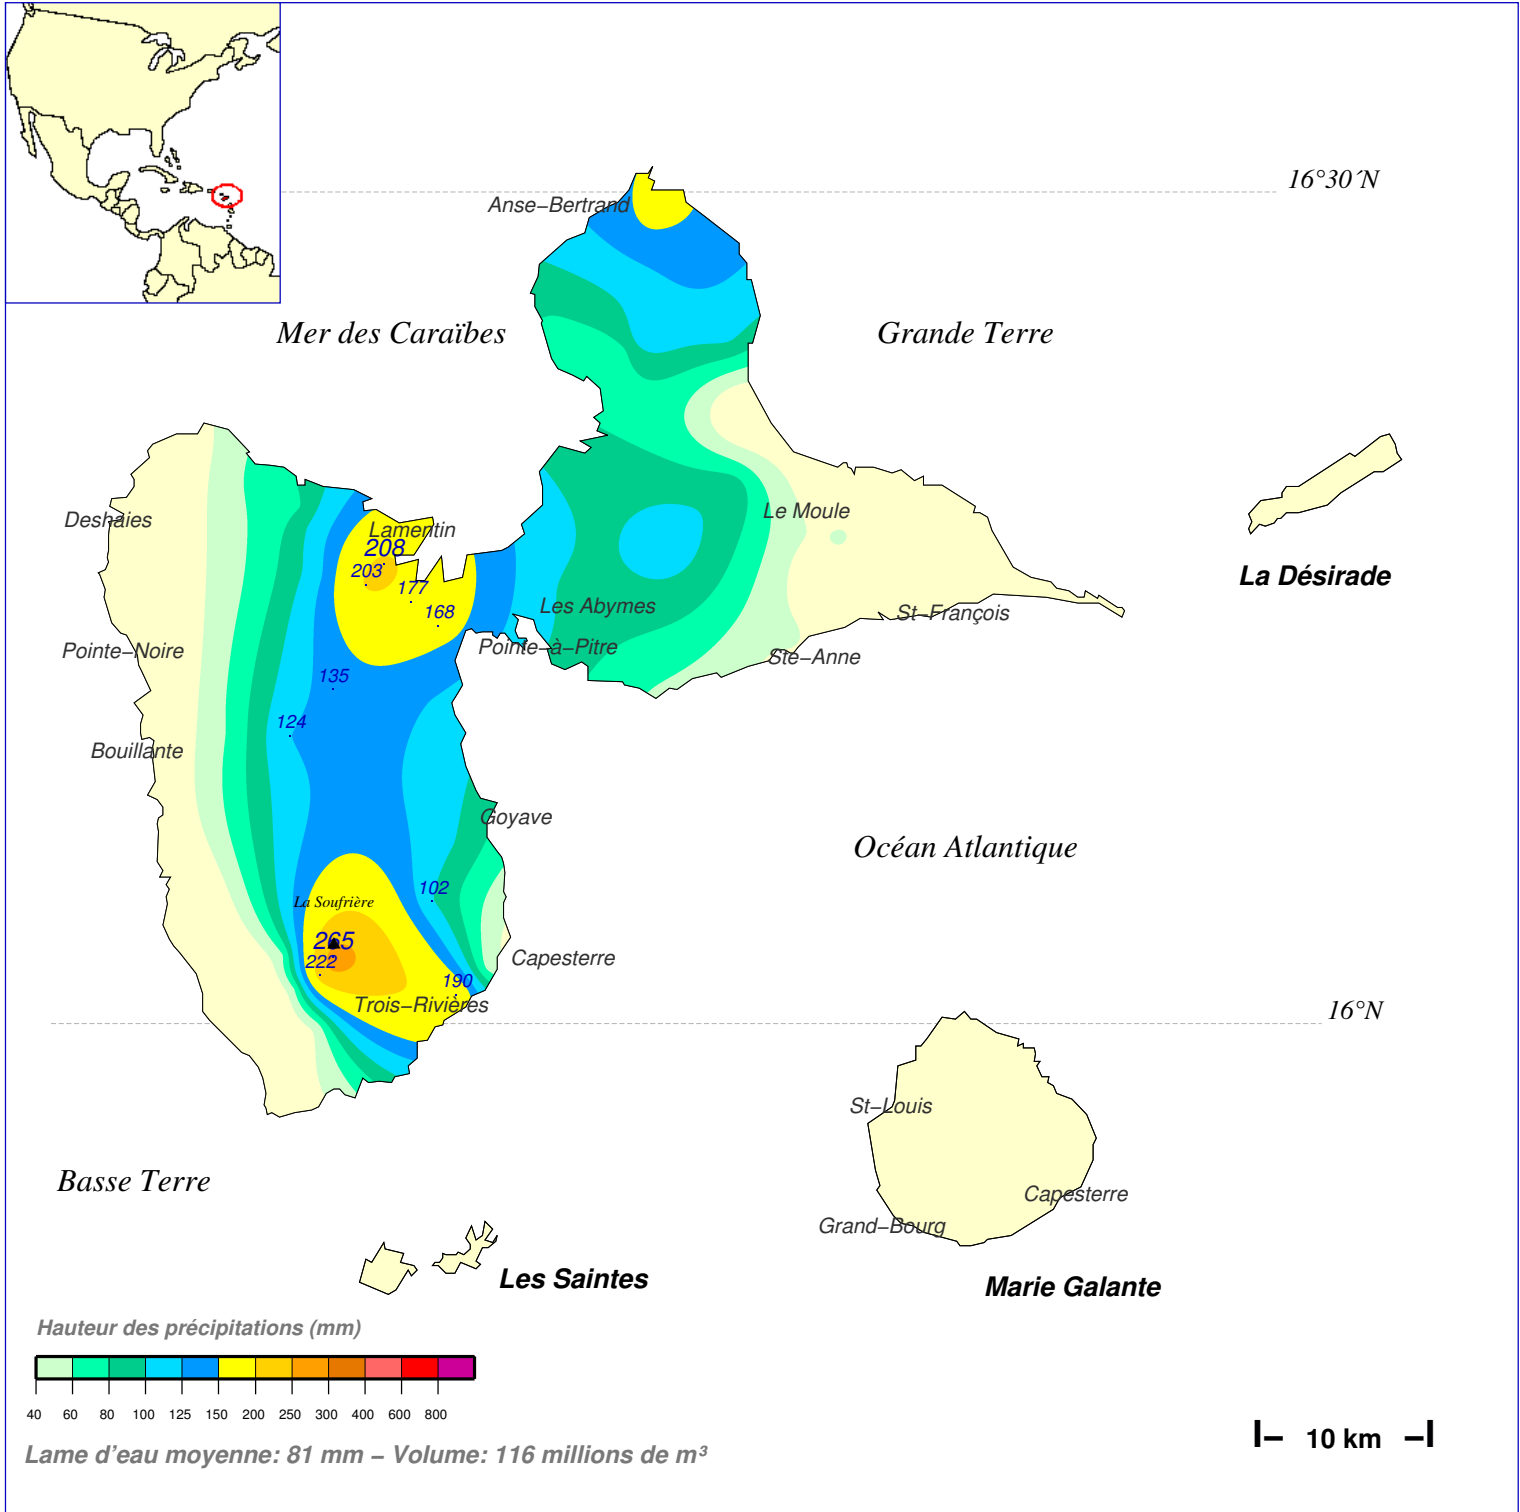 16°30´N
Anse−Bertrand
Mer des Caraïbes
Grande Terre
Le Moule
Deshaies
Lamentin
208
203
177
168
La Désirade
Les Abymes
St−François
Pointe−à−Pitre
Pointe−Noire
Ste−Anne
135
124
Bouillante
Goyave
Océan Atlantique
102
La Soufrière
265
222
Capesterre
190
Trois−Rivières
16°N
St−Louis
Basse Terre
Capesterre
Grand−Bourg
Les Saintes
Marie Galante
Hauteur des précipitations (mm)
40 60 80 100 125 150 200 250 300 400 600 800
Lame d'eau moyenne: 81 mm − Volume: 116 millions de m³
10 km